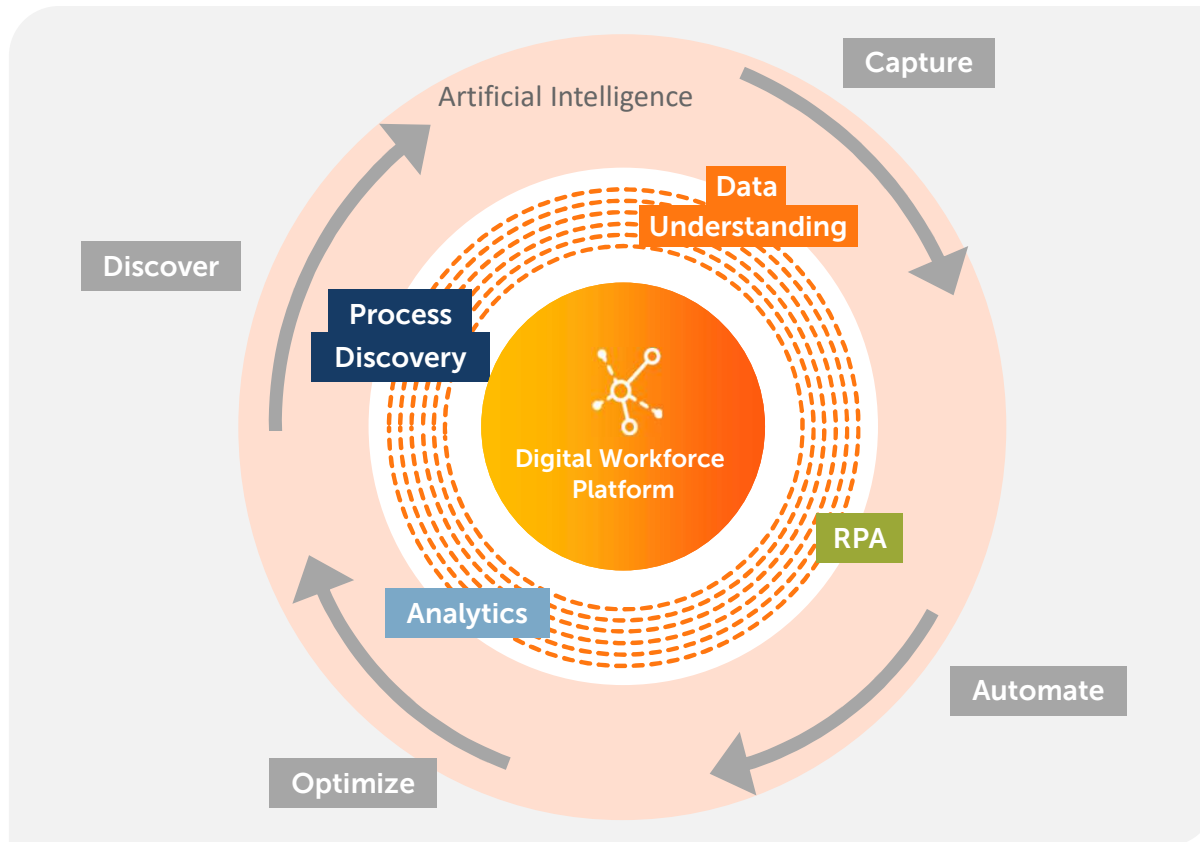 Capture
Artificial Intelligence
Data
Understanding
Discover
Process
Discovery
Digital Workforce
Platform
RPA
Analytics
Automate
Optimize